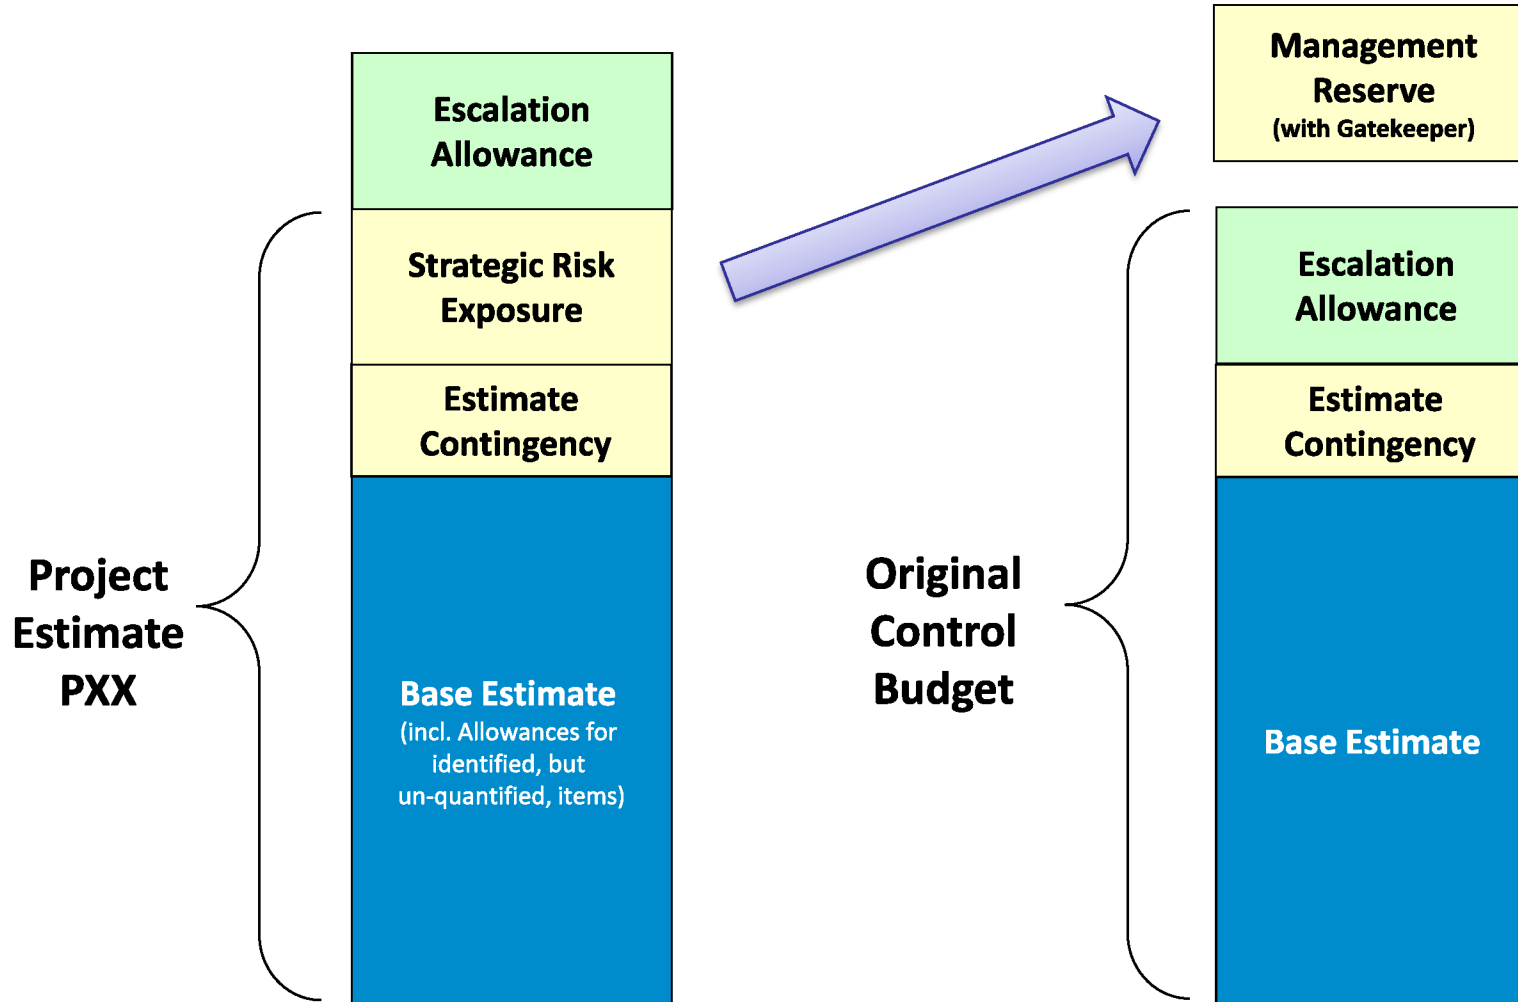 Project
Estimate
PXX
Escalation
Allowance
Strategic Risk
Exposure
Estimate
Contingency
Base Estimate
(incl. Allowances for
identified, but
un-quantified, items)
Original
Control
Budget
Management
Reserve
(with Gatekeeper)
Escalation
Allowance
Estimate
Contingency
Base Estimate